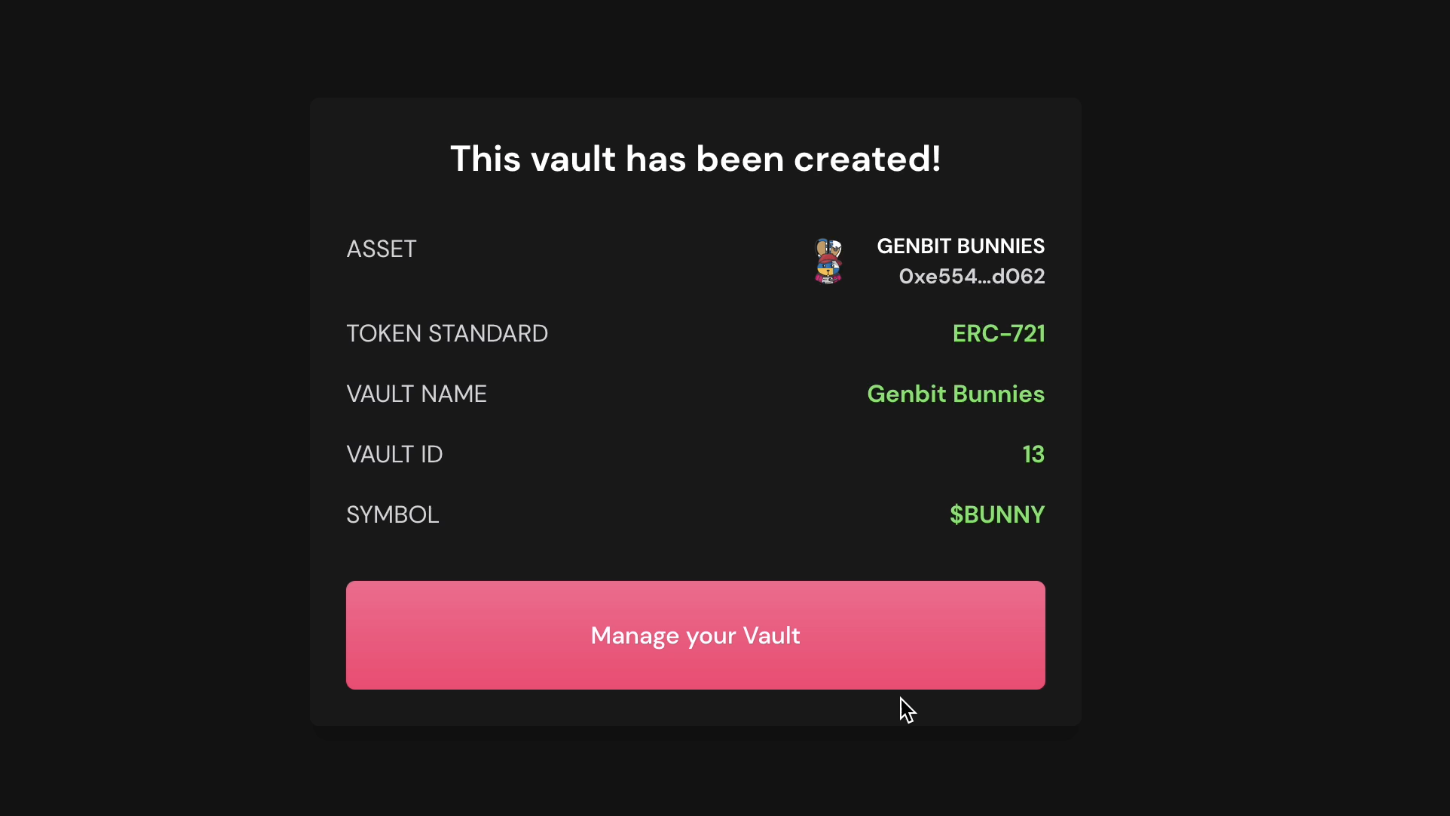 This vault has been created!
ASSET
GENBIT BUNNIES
0xe554...d062
TOKEN STANDARD
ERC-721
VAULT NAME
Genbit Bunnies
VAULT ID
13
SYMBOL
$BUNNY
Manage your Vault